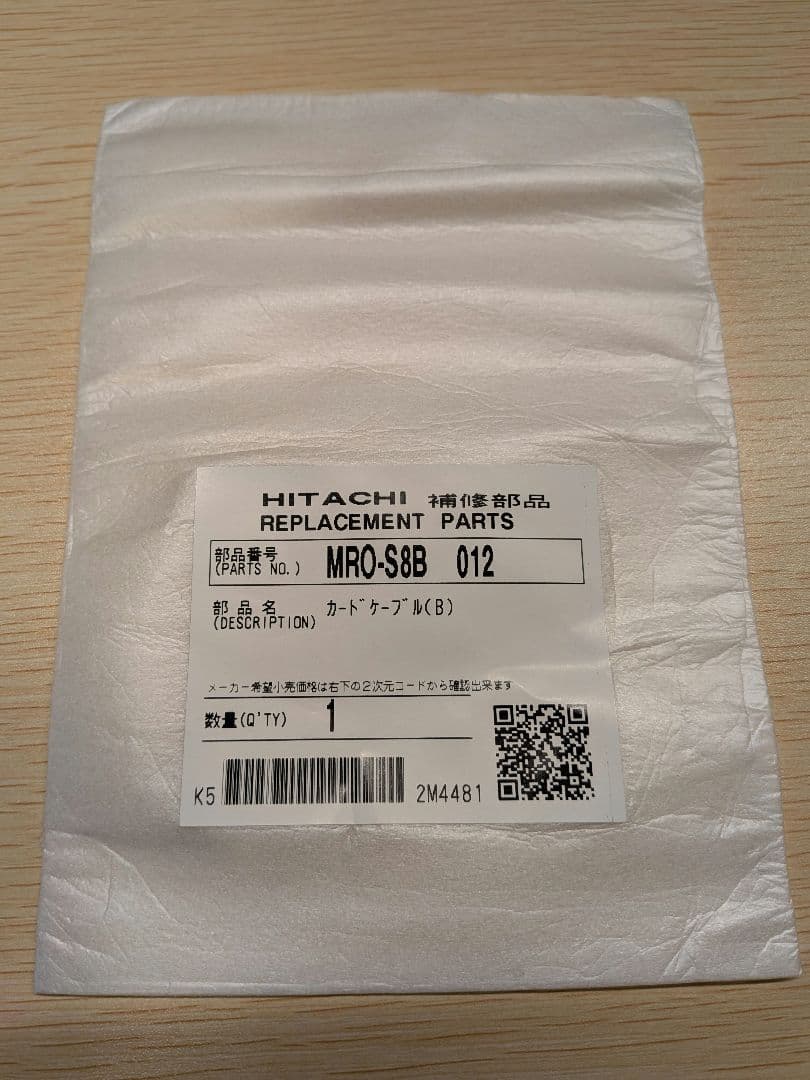 HITACHI 補修部品
REPLACEMENT PARTS
部品番号
(PARTS NO.) MRO-S8B 012
部品名 カードケーブル(B)
(DESCRIPTION)
メーカー希望小売価格は右下の2次元コードから確認出来ます
数量(Q'TY) 1
K5 2M4481